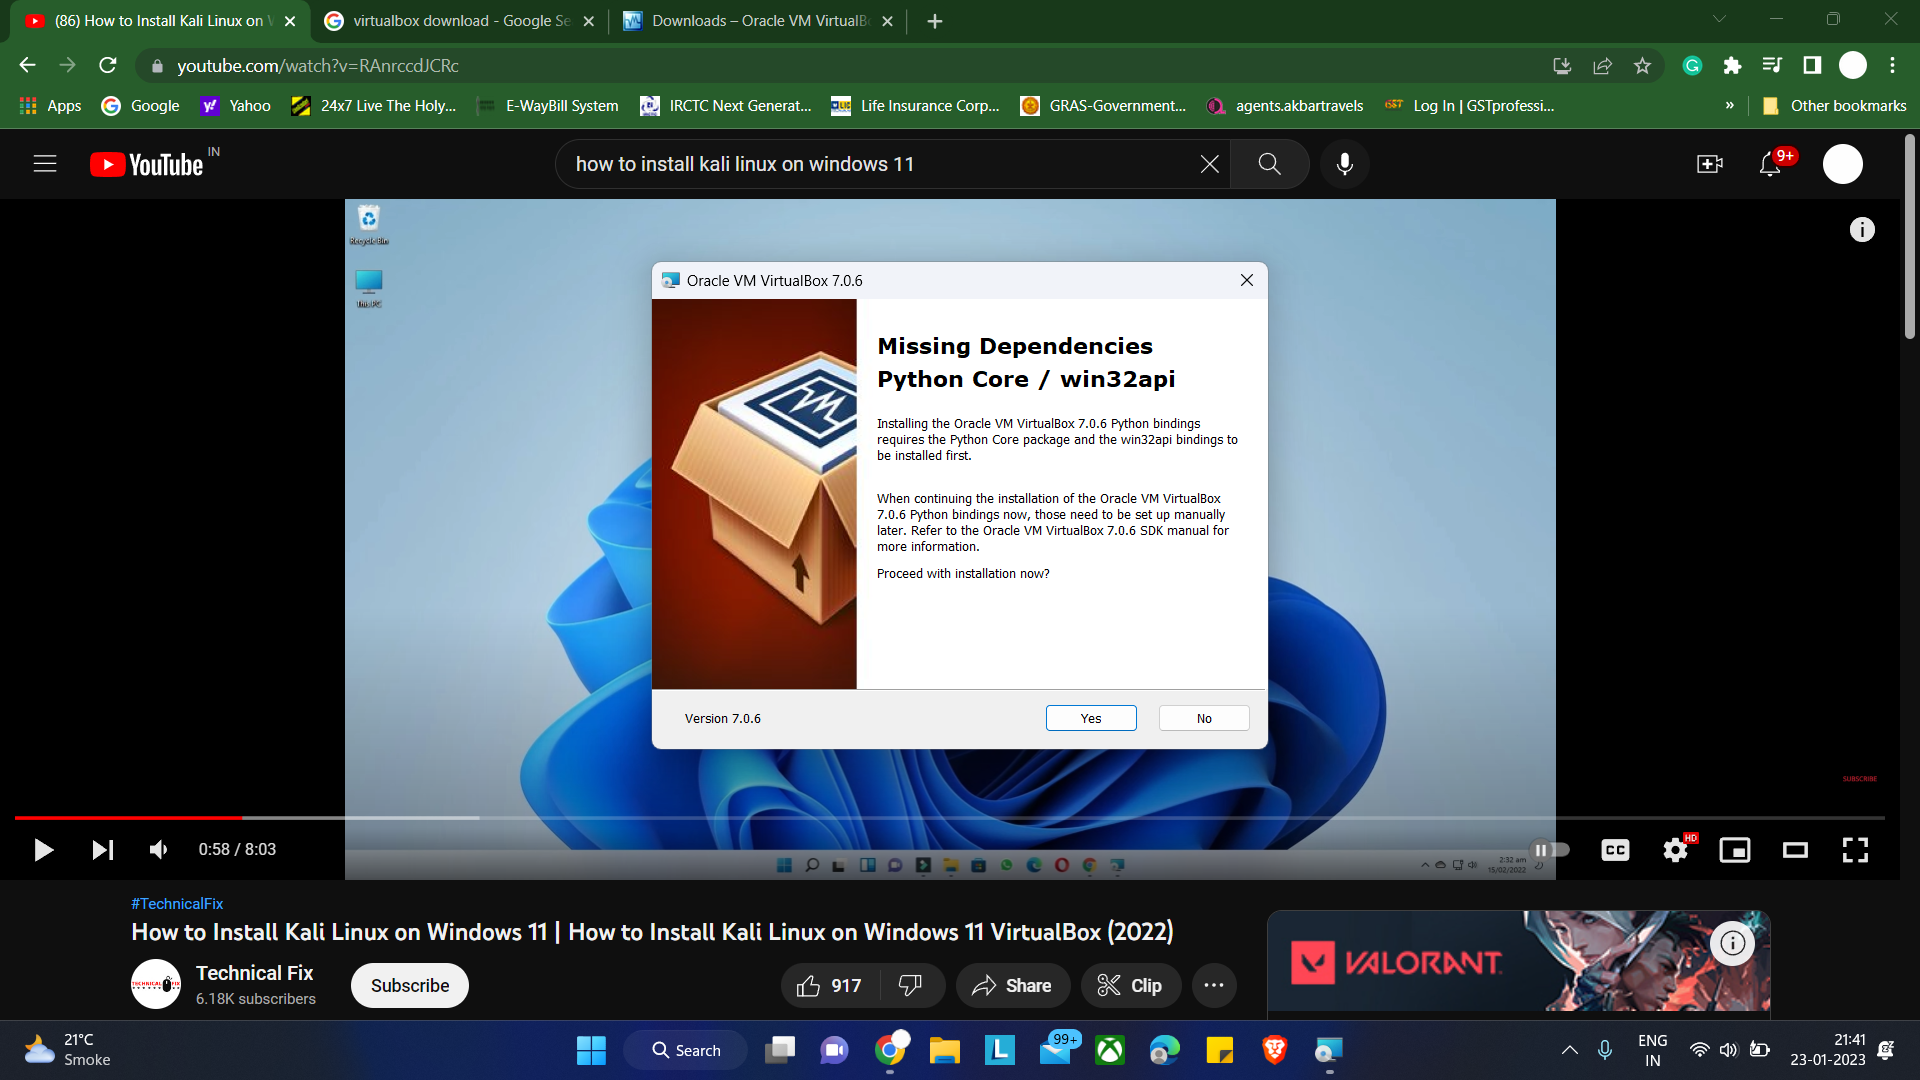 (86) How to Install Kali Linux on W
virtualbox download - Google Se
Downloads – Oracle VM VirtualB
youtube.com/watch?v=RAnrccdJCRc
Apps
Google
Yahoo
24x7 Live The Holy...
E-WayBill System
IRCTC Next Generat...
Life Insurance Corp...
GRAS-Government...
agents.akbartravels
Log In | GSTprofessi...
»
Other bookmarks
YouTube IN
how to install kali linux on windows 11
9+
Recycle Bin
This PC
Oracle VM VirtualBox 7.0.6
Missing Dependencies
Python Core / win32api
Installing the Oracle VM VirtualBox 7.0.6 Python bindings
requires the Python Core package and the win32api bindings to
be installed first.
When continuing the installation of the Oracle VM VirtualBox
7.0.6 Python bindings now, those need to be set up manually
later. Refer to the Oracle VM VirtualBox 7.0.6 SDK manual for
more information.
Proceed with installation now?
Version 7.0.6
Yes
No
SUBSCRIBE
0:58 / 8:03
CC
HD
2:32 am
15/02/2022
#TechnicalFix
How to Install Kali Linux on Windows 11 | How to Install Kali Linux on Windows 11 VirtualBox (2022)
TECHNICAL FIX
Technical Fix
6.18K subscribers
Subscribe
917
Share
Clip
VALORANT
21°C
Smoke
Search
L
99+
ENG
IN
21:41
23-01-2023